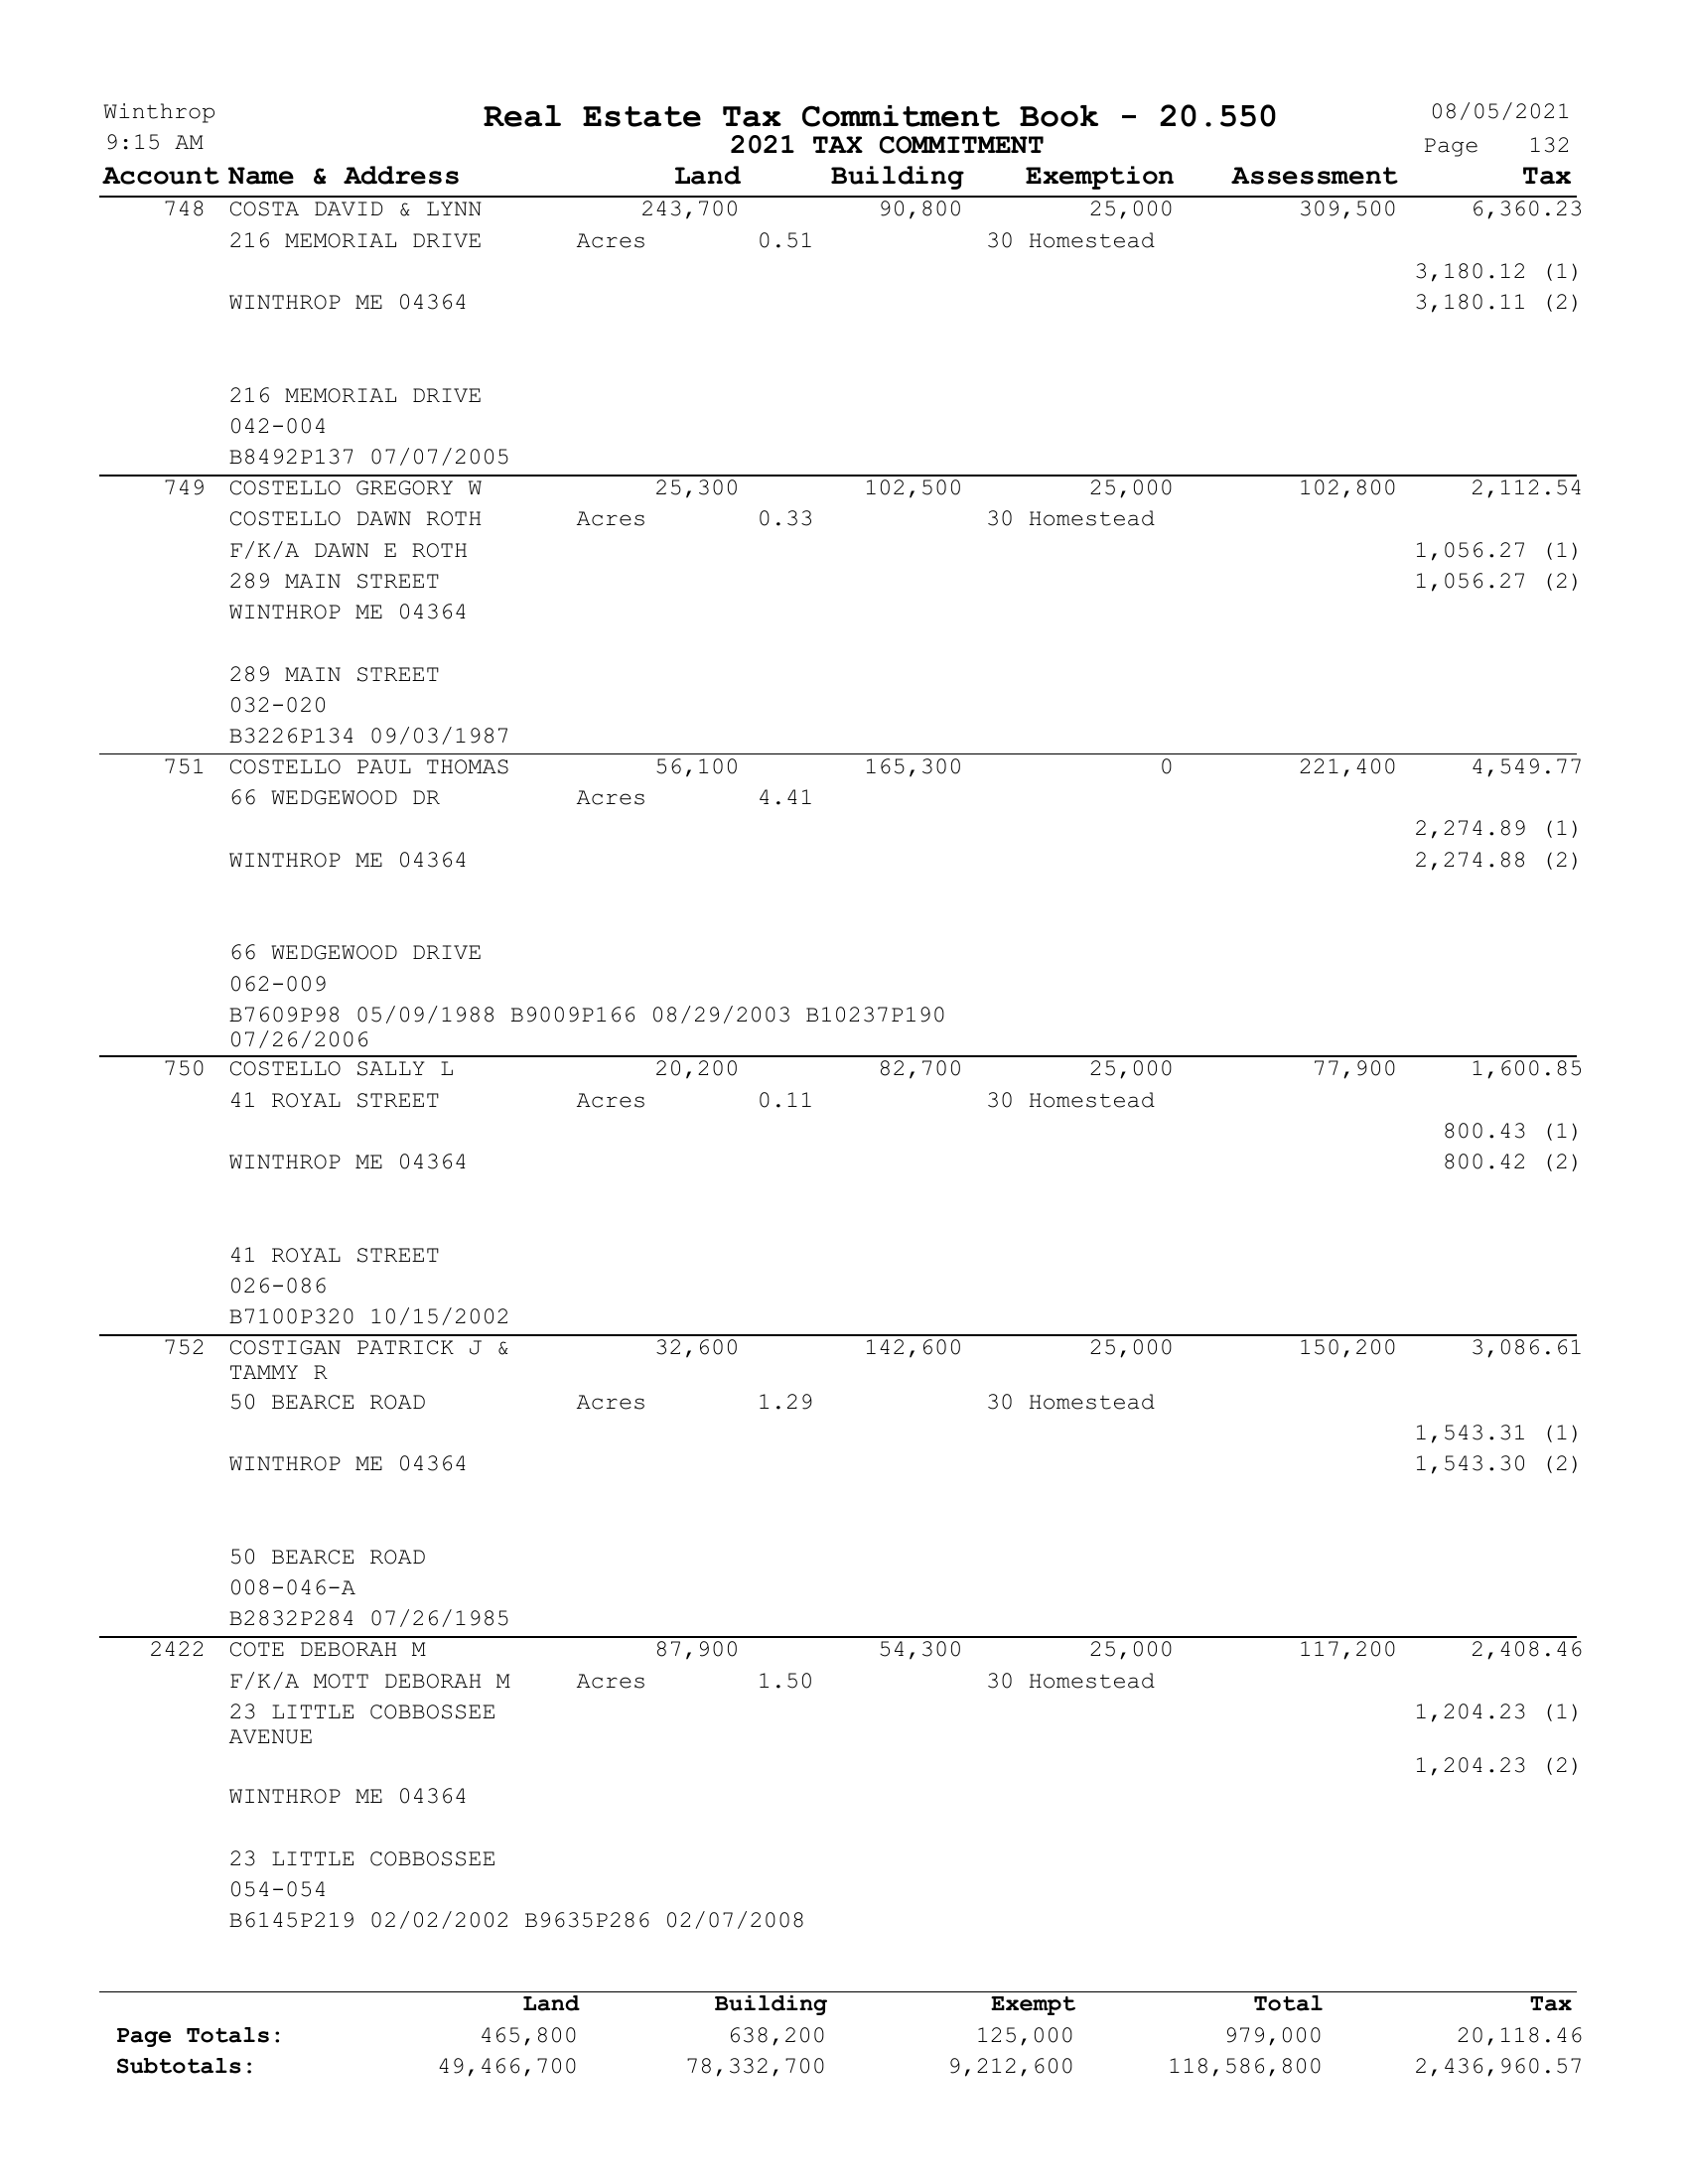 Winthrop Real Estate Tax Commitment Book - 20.550 08/05/2021
9:15 AM 2021 TAX COMMITMENT Page 132
Account Name & Address Land Building Exemption Assessment Tax
748 COSTA DAVID & LYNN 243,700 90,800 25,000 309,500 6,360.23
216 MEMORIAL DRIVE Acres 0.51 30 Homestead
3,180.12 (1)
WINTHROP ME 04364 3,180.11 (2)
216 MEMORIAL DRIVE
042-004
B8492P137 07/07/2005
749 COSTELLO GREGORY W 25,300 102,500 25,000 102,800 2,112.54
COSTELLO DAWN ROTH Acres 0.33 30 Homestead
F/K/A DAWN E ROTH 1,056.27 (1)
289 MAIN STREET 1,056.27 (2)
WINTHROP ME 04364
289 MAIN STREET
032-020
B3226P134 09/03/1987
751 COSTELLO PAUL THOMAS 56,100 165,300 0 221,400 4,549.77
66 WEDGEWOOD DR Acres 4.41
2,274.89 (1)
WINTHROP ME 04364 2,274.88 (2)
66 WEDGEWOOD DRIVE
062-009
B7609P98 05/09/1988 B9009P166 08/29/2003 B10237P190
07/26/2006
750 COSTELLO SALLY L 20,200 82,700 25,000 77,900 1,600.85
41 ROYAL STREET Acres 0.11 30 Homestead
800.43 (1)
WINTHROP ME 04364 800.42 (2)
41 ROYAL STREET
026-086
B7100P320 10/15/2002
752 COSTIGAN PATRICK J & 32,600 142,600 25,000 150,200 3,086.61
TAMMY R
50 BEARCE ROAD Acres 1.29 30 Homestead
1,543.31 (1)
WINTHROP ME 04364 1,543.30 (2)
50 BEARCE ROAD
008-046-A
B2832P284 07/26/1985
2422 COTE DEBORAH M 87,900 54,300 25,000 117,200 2,408.46
F/K/A MOTT DEBORAH M Acres 1.50 30 Homestead
23 LITTLE COBBOSSEE 1,204.23 (1)
AVENUE
1,204.23 (2)
WINTHROP ME 04364
23 LITTLE COBBOSSEE
054-054
B6145P219 02/02/2002 B9635P286 02/07/2008
Land Building Exempt Total Tax
Page Totals: 465,800 638,200 125,000 979,000 20,118.46
Subtotals: 49,466,700 78,332,700 9,212,600 118,586,800 2,436,960.57